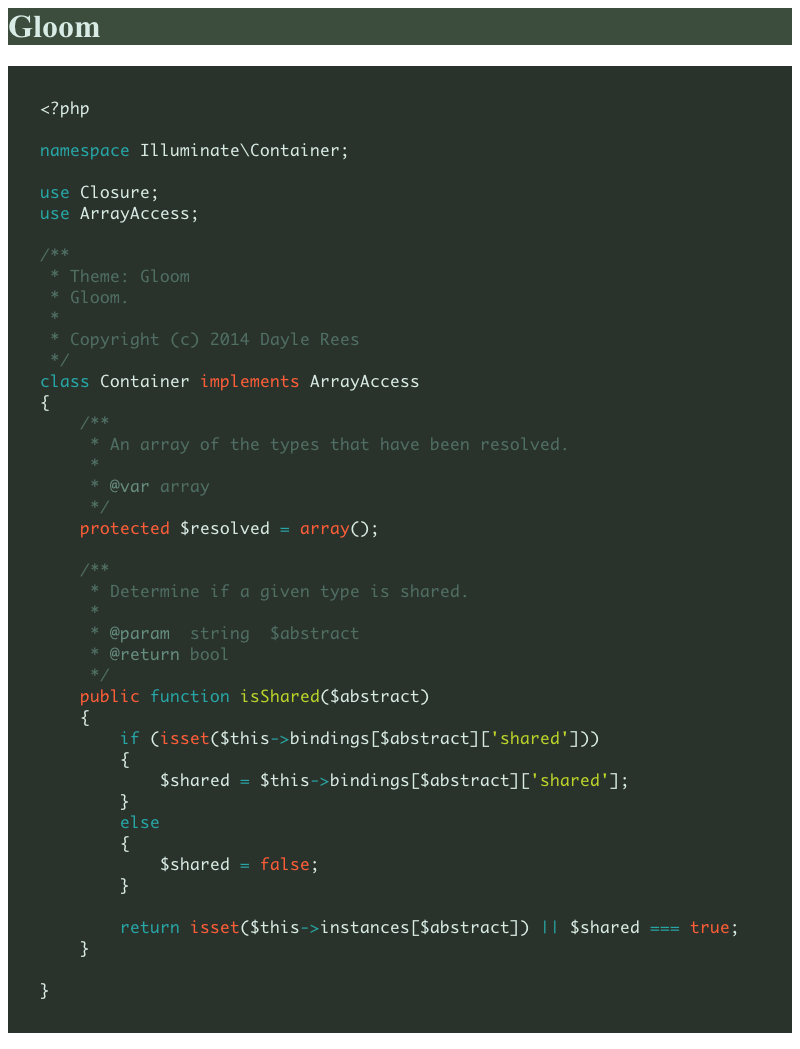 Gloom
<?php
namespace Illuminate\Container;
use Closure;
use ArrayAccess;
/**
 * Theme: Gloom
 * Gloom.
 *
 * Copyright (c) 2014 Dayle Rees
 */
class Container implements ArrayAccess
{
    /**
     * An array of the types that have been resolved.
     *
     * @var array
     */
    protected $resolved = array();
    /**
     * Determine if a given type is shared.
     *
     * @param  string  $abstract
     * @return bool
     */
    public function isShared($abstract)
    {
        if (isset($this->bindings[$abstract]['shared']))
        {
            $shared = $this->bindings[$abstract]['shared'];
        }
        else
        {
            $shared = false;
        }
        return isset($this->instances[$abstract]) || $shared === true;
    }
}